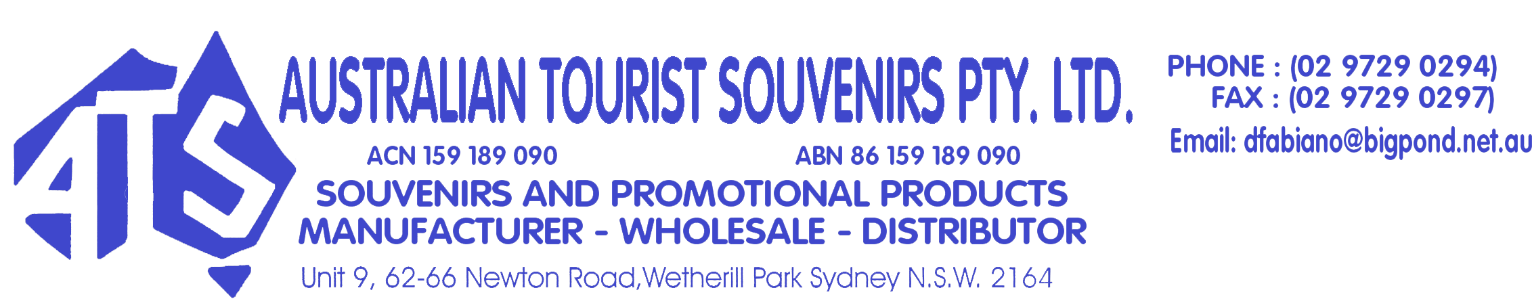 ATS
AUSTRALIAN TOURIST SOUVENIRS PTY. LTD.
ACN 159 189 090 ABN 86 159 189 090
SOUVENIRS AND PROMOTIONAL PRODUCTS
MANUFACTURER - WHOLESALE - DISTRIBUTOR
Unit 9, 62-66 Newton Road,Wetherill Park Sydney N.S.W. 2164
PHONE : (02 9729 0294)
FAX : (02 9729 0297)
Email: dfabiano@bigpond.net.au